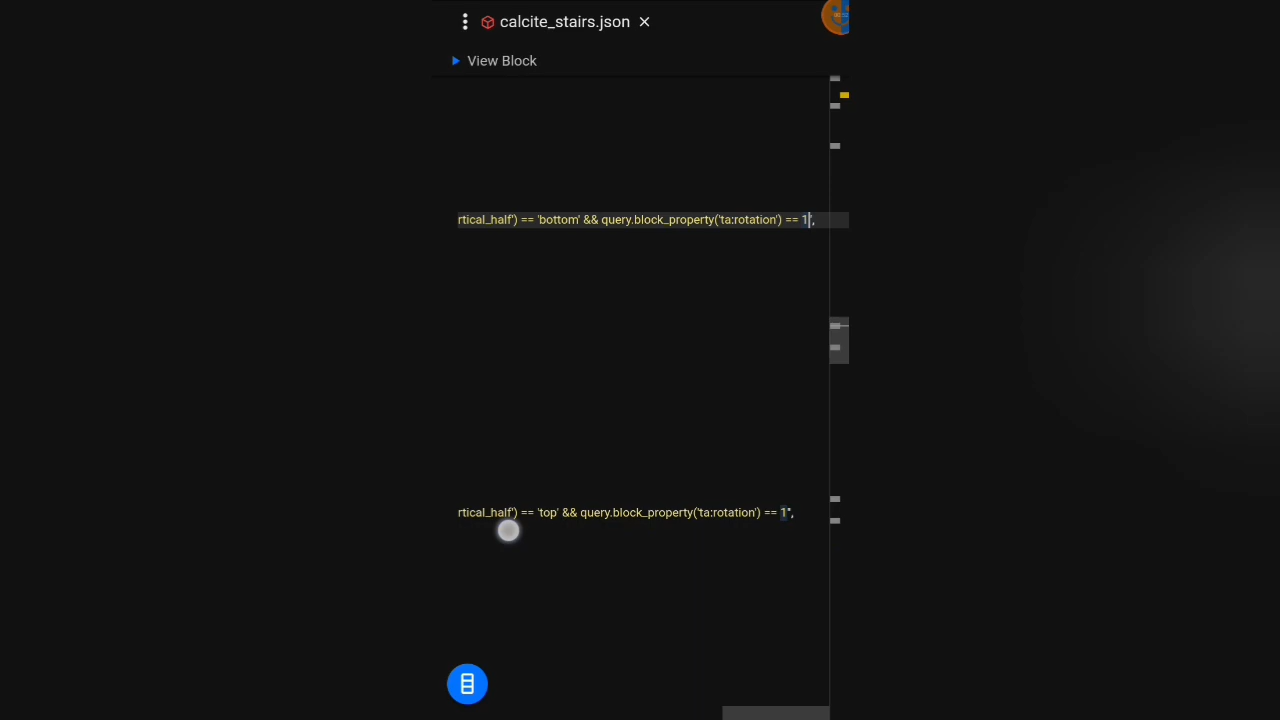 calcite_stairs.json
View Block
rtical_half') == 'bottom' && query.block_property('ta:rotation') == 1",
rtical_half') == 'top' && query.block_property('ta:rotation') == 1",